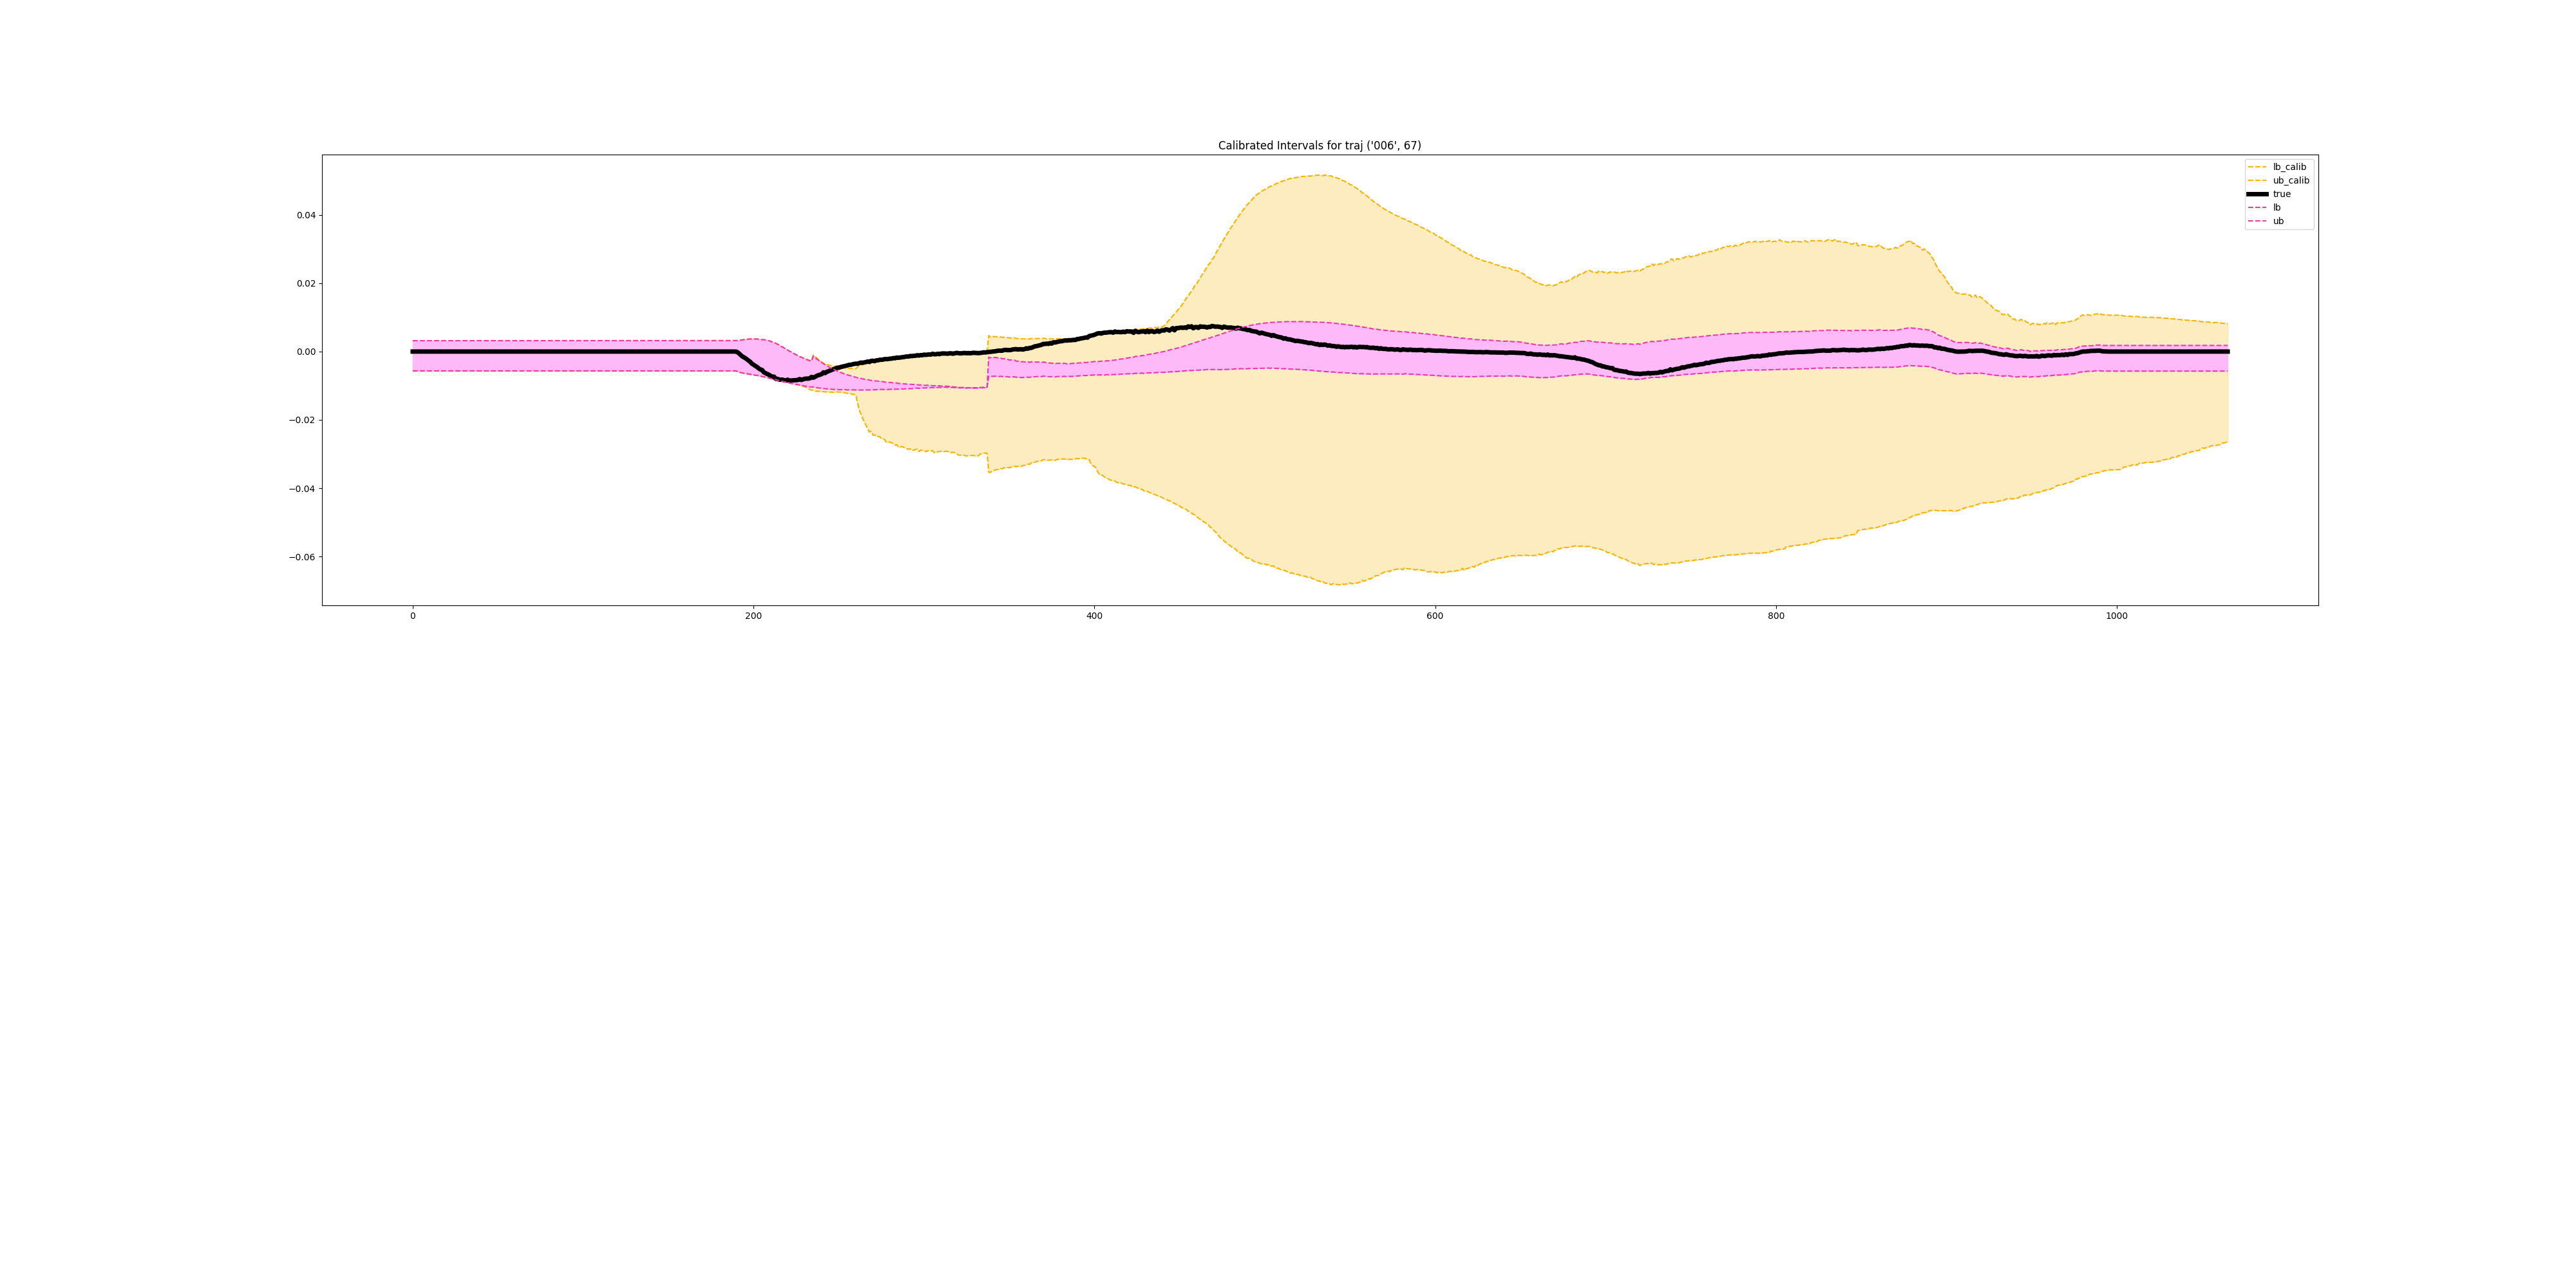 Calibrated Intervals for traj ('006', 67)
lb_calib
ub_calib
true
lb
ub
0.04
0.02
0.00
−0.02
−0.04
−0.06
0 200 400 600 800 1000